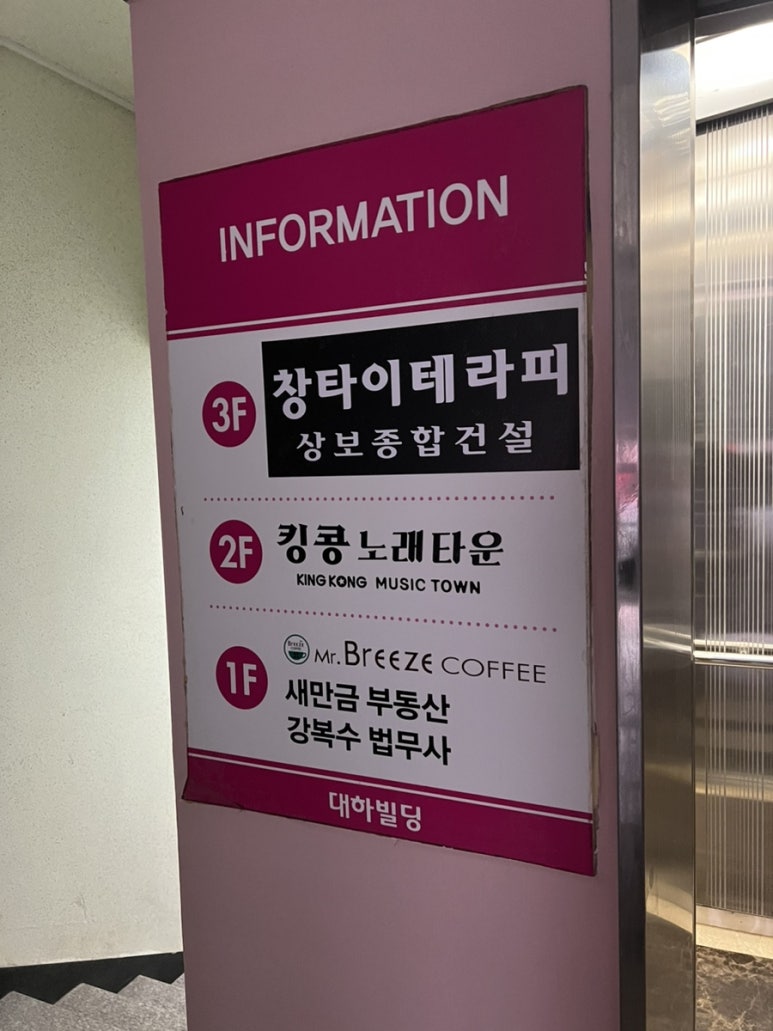 INFORMATION
3F
창타이테라피
상보종합건설
2F
킹콩노래타운
KING KONG MUSIC TOWN
1F
Mr. BREEZE COFFEE
새만금 부동산
강복수 법무사
대하빌딩